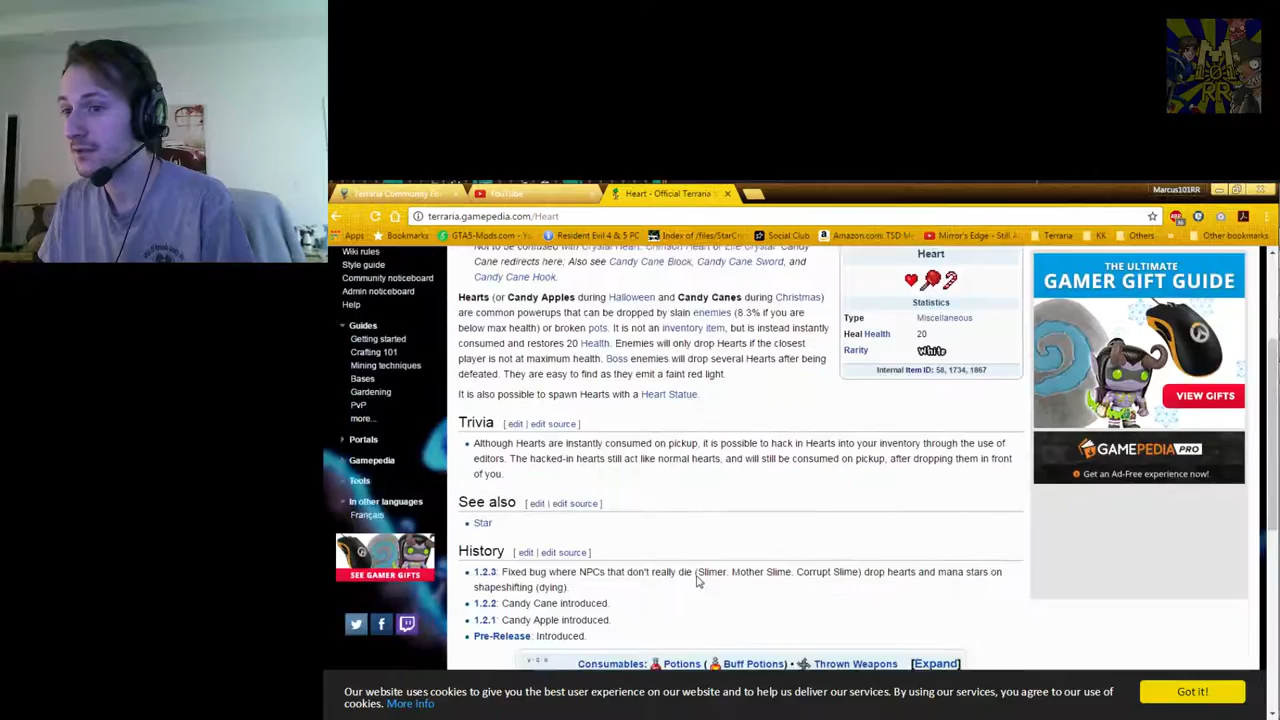 M
101
RR
Terraria Community Fo
YouTube
Heart - Official Terraria
Marcus101RR
terraria.gamepedia.com/Heart
Apps
Bookmarks
GTA5-Mods.com - Yo
Resident Evil 4 & 5 PC
Index of /files/StarCr
Social Club
Amazon.com: TSD M
Mirror's Edge - Still A
Terraria
KK
Others
Other bookmarks
Wiki rules
Style guide
Community noticeboard
Admin noticeboard
Help
Guides
Getting started
Crafting 101
Mining techniques
Bases
Gardening
PvP
more...
Portals
Gamepedia
Tools
In other languages
Français
SEE GAMER GIFTS
Not to be confused with Crystal Heart, Crimson Heart or Life Crystal "Candy
Cane redirects here. Also see Candy Cane Block, Candy Cane Sword, and
Candy Cane Hook.
Hearts (or Candy Apples during Halloween and Candy Canes during Christmas)
are common powerups that can be dropped by slain enemies (8.3% if you are
below max health) or broken pots. It is not an inventory item, but is instead instantly
consumed and restores 20 Health. Enemies will only drop Hearts if the closest
player is not at maximum health. Boss enemies will drop several Hearts after being
defeated. They are easy to find as they emit a faint red light.
It is also possible to spawn Hearts with a Heart Statue.
Heart
Statistics
Type Miscellaneous
Heal Health 20
Rarity White
Internal Item ID: 58, 1734, 1867
Trivia [ edit | edit source ]
Although Hearts are instantly consumed on pickup, it is possible to hack in Hearts into your inventory through the use of
editors. The hacked-in hearts still act like normal hearts, and will still be consumed on pickup, after dropping them in front
of you.
See also [ edit | edit source ]
Star
History [ edit | edit source ]
1.2.3: Fixed bug where NPCs that don't really die (Slimer. Mother Slime. Corrupt Slime) drop hearts and mana stars on
shapeshifting (dying).
1.2.2: Candy Cane introduced.
1.2.1: Candy Apple introduced.
Pre-Release: Introduced.
Consumables: Potions ( Buff Potions) • Thrown Weapons [Expand]
THE ULTIMATE
GAMER GIFT GUIDE
VIEW GIFTS
GAMEPEDIA PRO
Get an Ad-Free experience now!
Our website uses cookies to give you the best user experience on our website and to help us deliver our services. By using our services, you agree to our use of
cookies. More info
Got it!